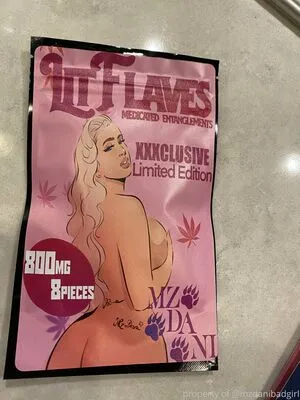 LIT FLAVES
MEDICATED ENTANGLEMENTS
XXXCLUSIVE
Limited Edition
800MG
8PIECES
MZ
DA
NI
property of @mzdanibadgirl